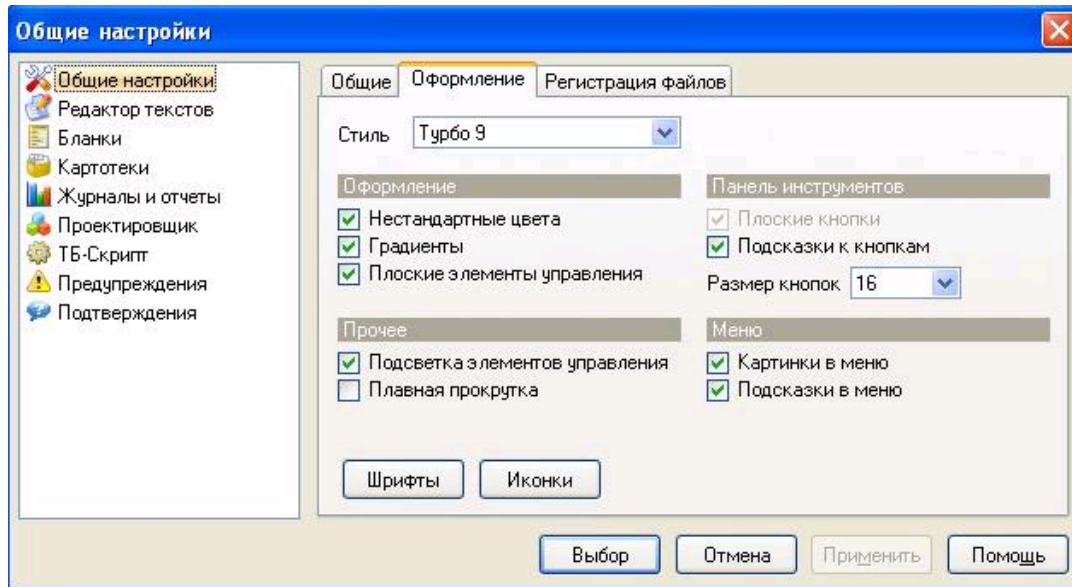 Общие настройки
Общие настройки
Редактор текстов
Бланки
Картотеки
Журналы и отчеты
Проектировщик
ТБ-Скрипт
Предупреждения
Подтверждения
Общие Оформление Регистрация файлов
Стиль Турбо 9
Оформление
Нестандартные цвета
Градиенты
Плоские элементы управления
Панель инструментов
Плоские кнопки
Подсказки к кнопкам
Размер кнопок 16
Прочее
Подсветка элементов управления
Плавная прокрутка
Меню
Картинки в меню
Подсказки в меню
Шрифты Иконки
Выбор Отмена Применить Помощь